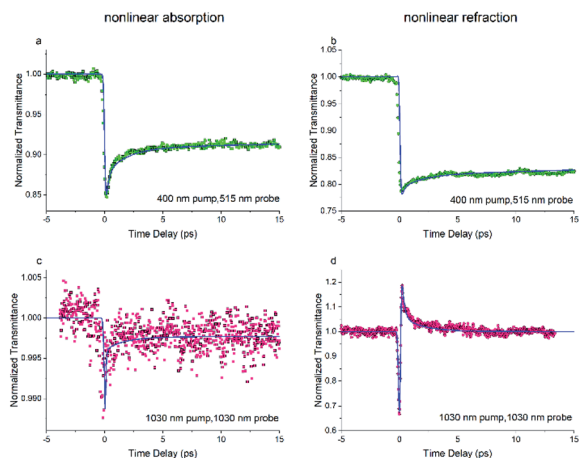 nonlinear absorption
nonlinear refraction
a
Normalized Transmittance
1.00
0.95
0.90
0.85
-5 0 5 10 15
400 nm pump,515 nm probe
Time Delay (ps)
b
Normalized Transmittance
1.05
1.00
0.95
0.90
0.85
0.80
0.75
-5 0 5 10 15
400 nm pump,515 nm probe
Time Delay (ps)
c
Normalized Transmittance
1.005
1.000
0.995
0.990
-5 0 5 10 15
1030 nm pump,1030 nm probe
Time Delay (ps)
d
Normalized Transmittance
1.2
1.1
1.0
0.9
0.8
0.7
0.6
-5 0 5 10 15
1030 nm pump,1030 nm probe
Time Delay (ps)